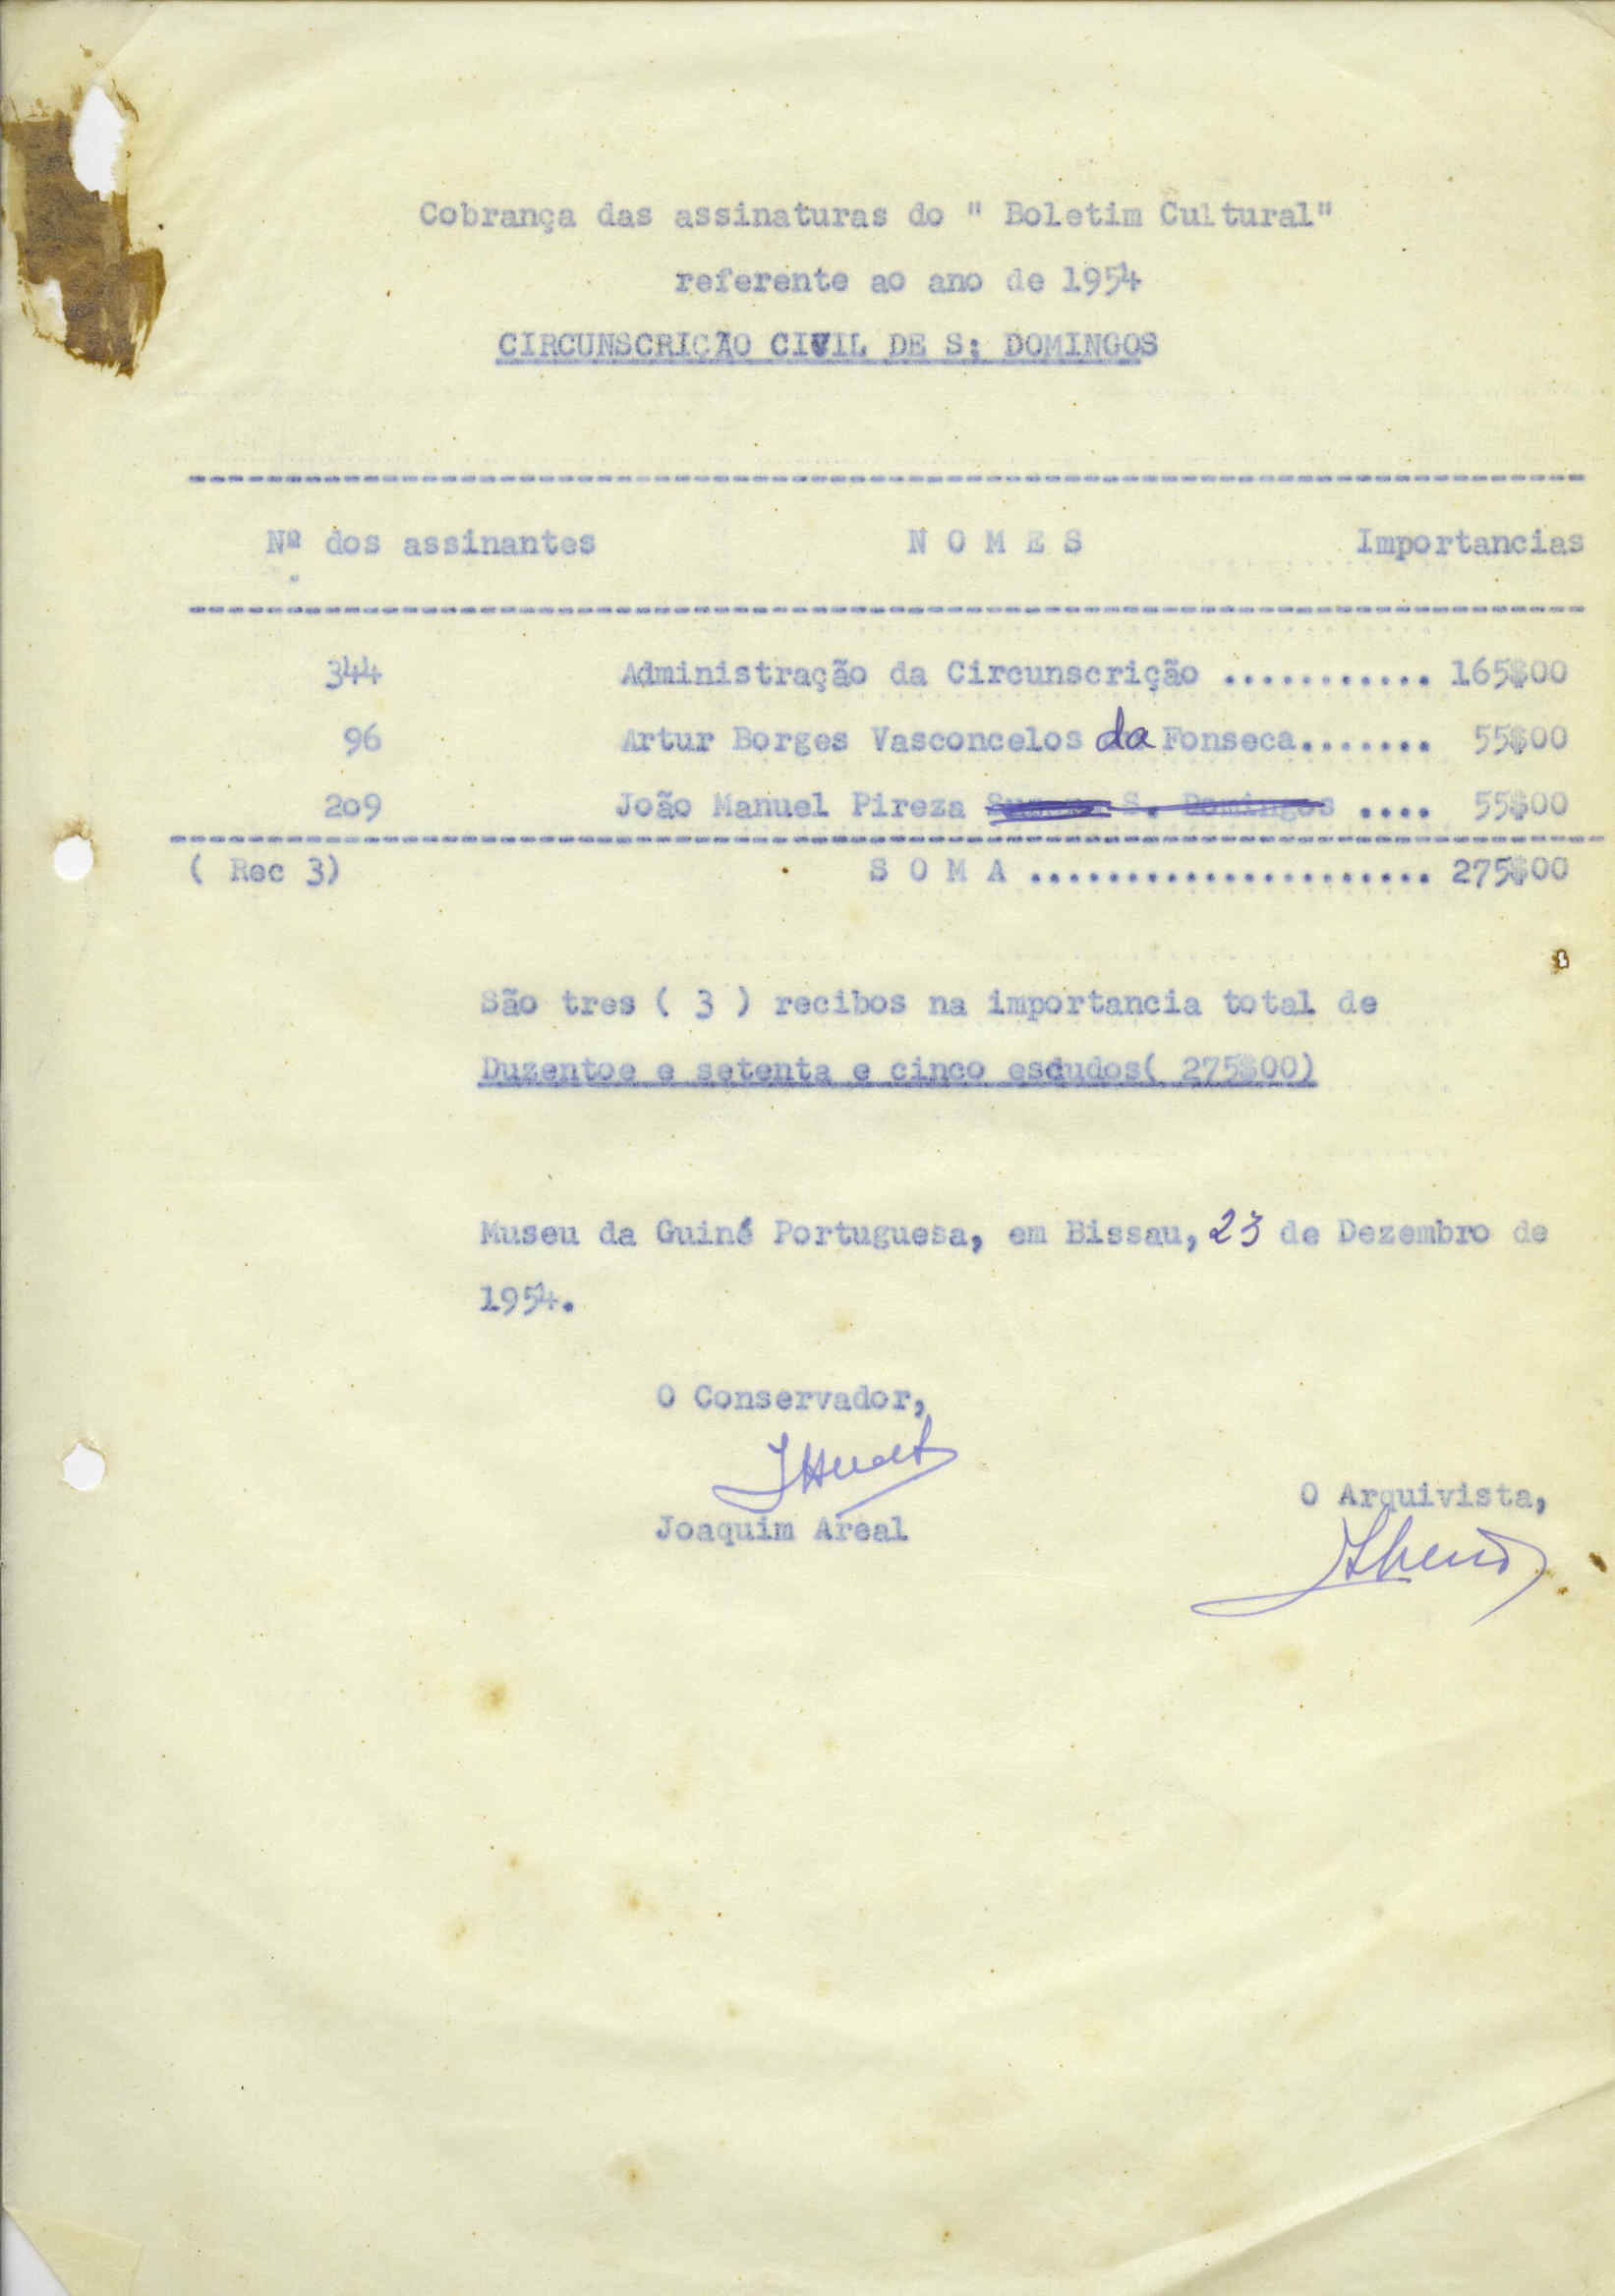 Cobrança das assinaturas do " Boletim Cultural"
referente ao ano de 1954
CIRCUNSCRIÇÃO CIVIL DE S: DOMINGOS
Nº dos assinantes N O M E S Importancias
344 Administração da Circunscrição ........... 165$00
96 Artur Borges Vasconcelos da Fonseca....... 55$00
209 João Manuel Pireza S. Domingos .... 55$00
( Rec 3) S O M A ..................... 275$00
São tres ( 3 ) recibos na importancia total de
Duzentoe e setenta e cinco esdudos( 275$00)
Museu da Guiné Portuguesa, em Bissau, 23 de Dezembro de
1954.
O Conservador,
Joaquim Areal
O Arquivista,